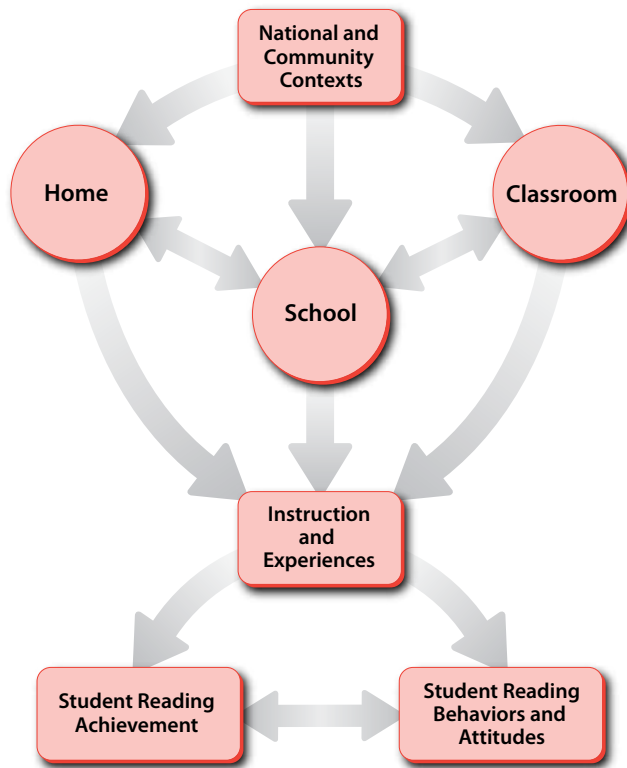 National and
Community
Contexts
Home
Classroom
School
Instruction
and
Experiences
Student Reading
Achievement
Student Reading
Behaviors and
Attitudes